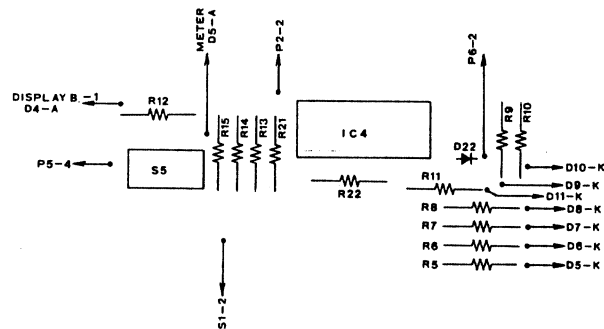 METER
D5-A
P2-2
P6-2
DISPLAY B.-1
D4-A
R12
R15
R14
R13
R21
IC4
D22
R9
R10
P5-4
S5
R22
R11
D10-K
D9-K
D11-K
R8
D8-K
R7
D7-K
R6
D6-K
R5
D5-K
S1-2